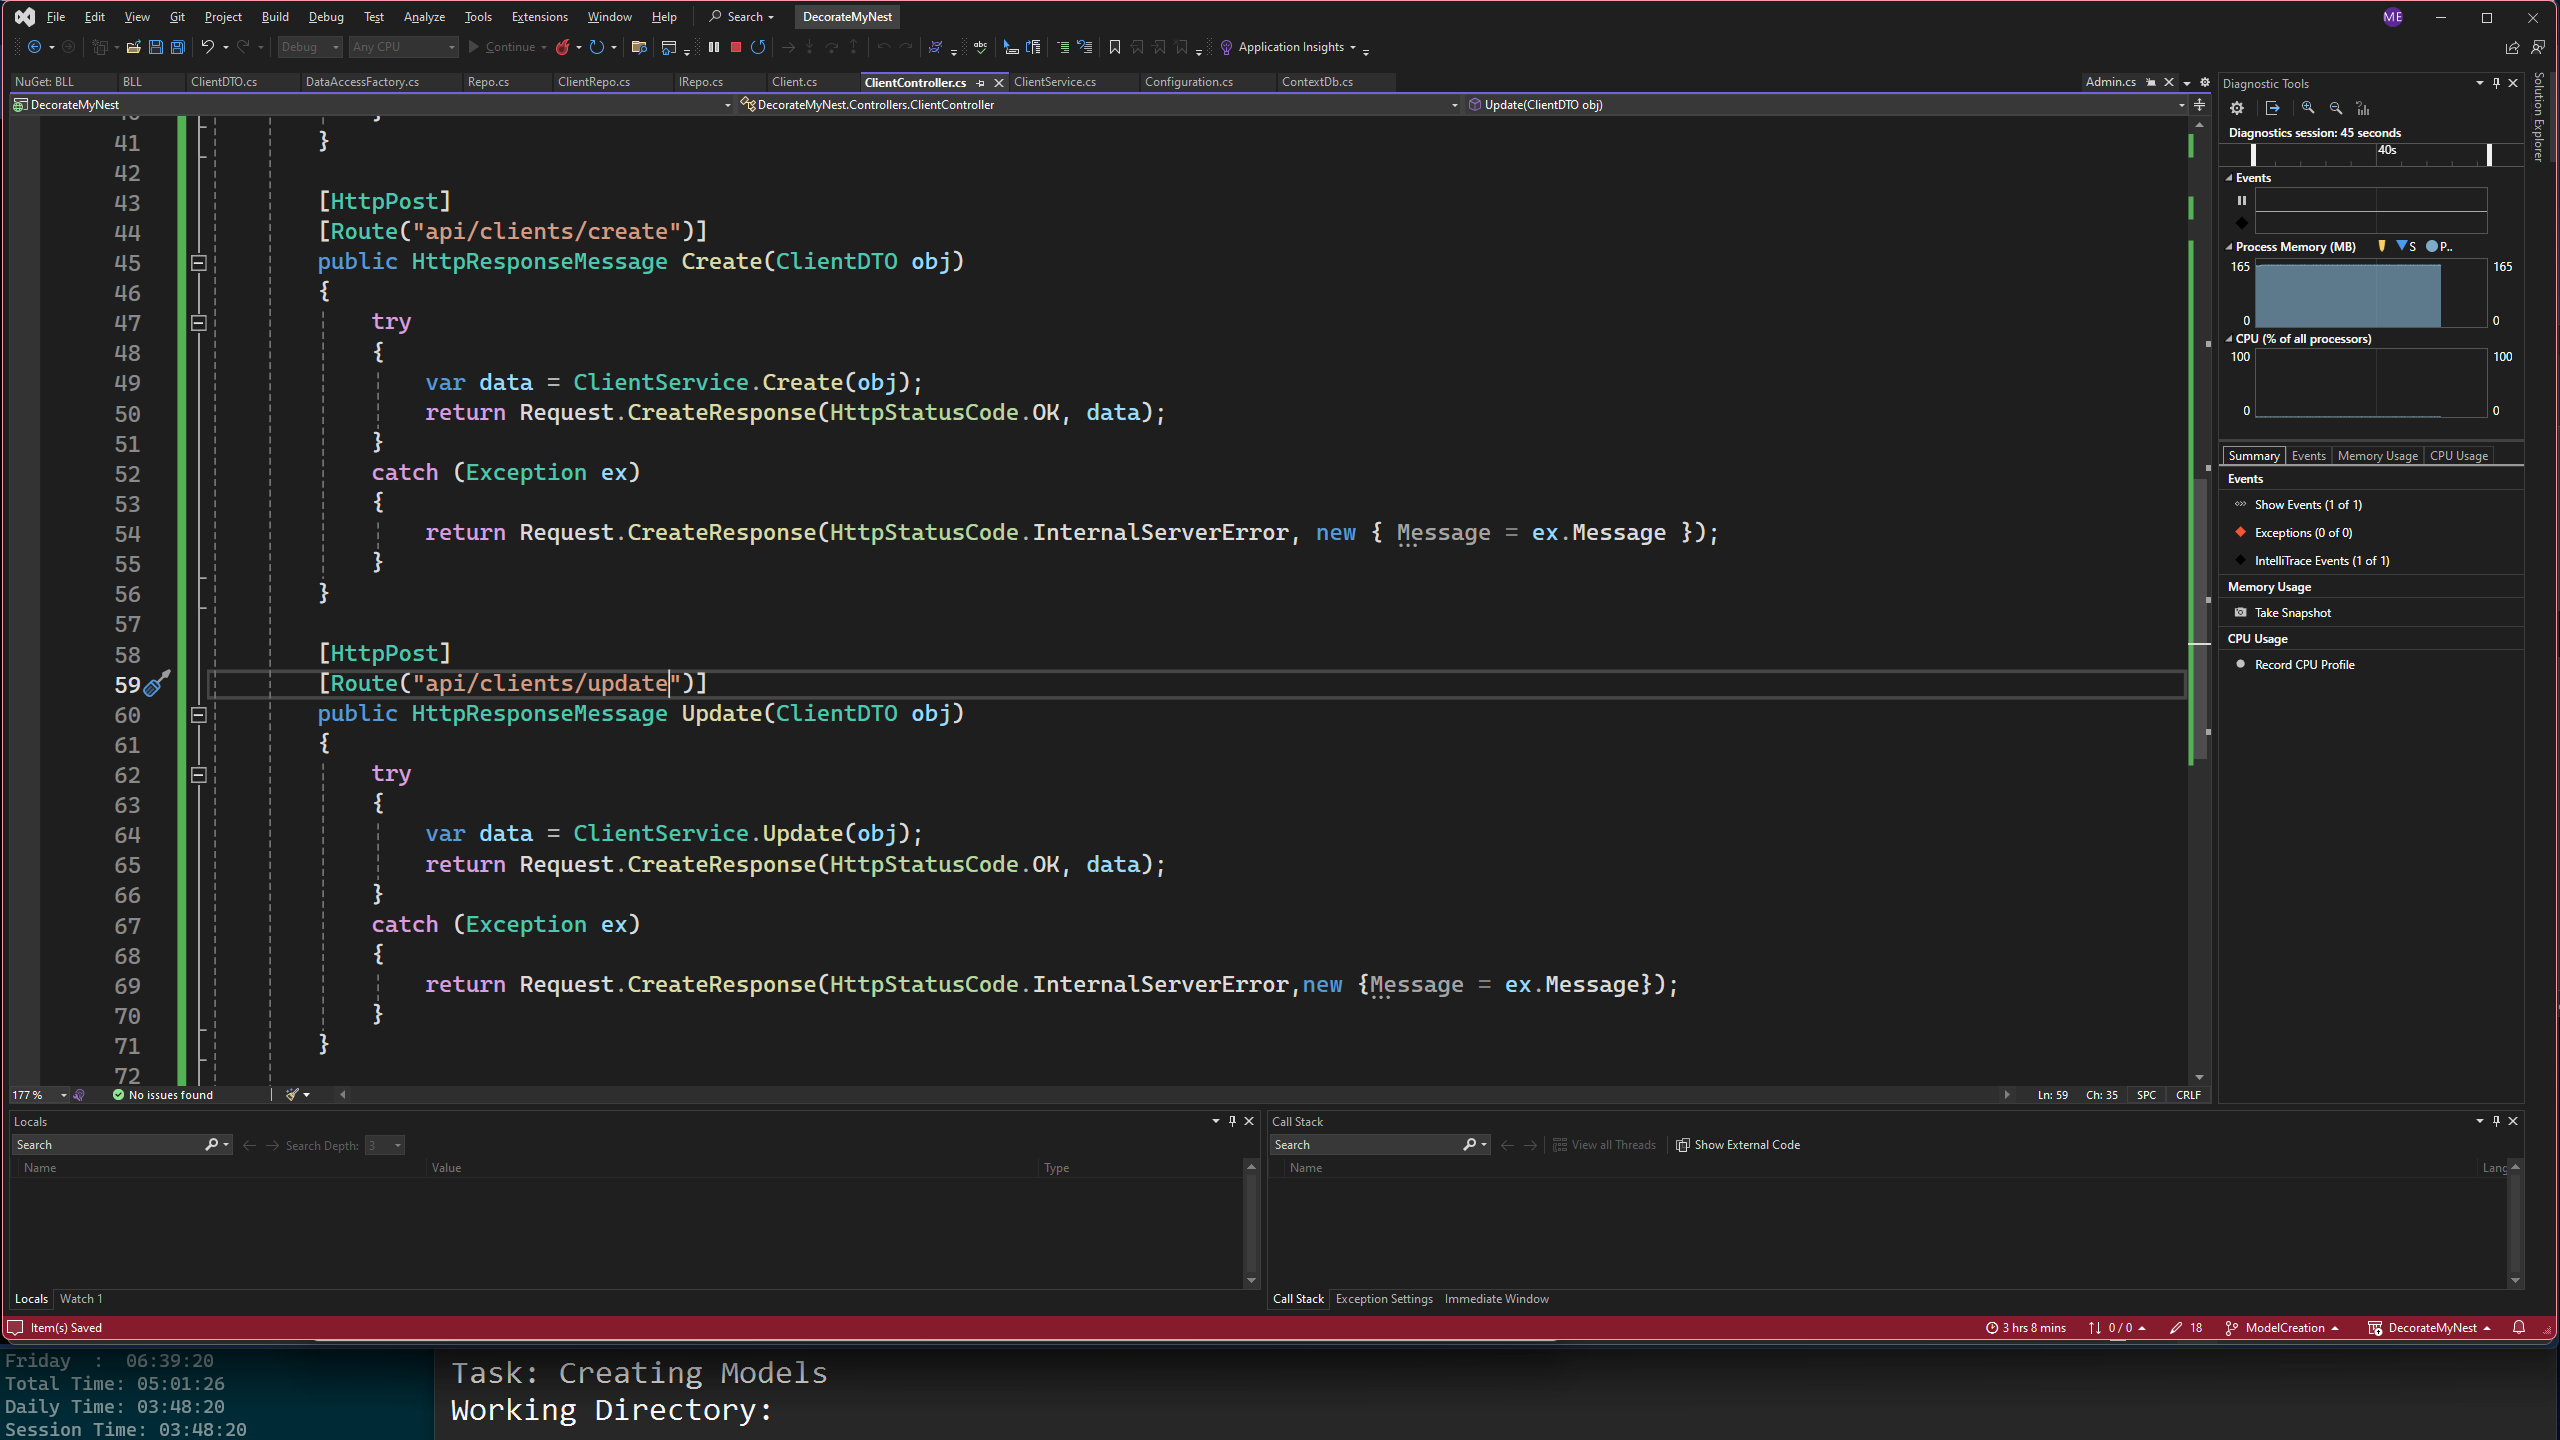 File Edit View Git Project Build Debug Test Analyze Tools Extensions Window Help Search DecorateMyNest ME
Debug Any CPU Continue Application Insights
NuGet: BLL BLL ClientDTO.cs DataAccessFactory.cs Repo.cs ClientRepo.cs IRepo.cs Client.cs ClientController.cs ClientService.cs Configuration.cs ContextDb.cs Admin.cs
DecorateMyNest DecorateMyNest.Controllers.ClientController Update(ClientDTO obj)
41 }
42
43 [HttpPost]
44 [Route("api/clients/create")]
45 public HttpResponseMessage Create(ClientDTO obj)
46 {
47 try
48 {
49 var data = ClientService.Create(obj);
50 return Request.CreateResponse(HttpStatusCode.OK, data);
51 }
52 catch (Exception ex)
53 {
54 return Request.CreateResponse(HttpStatusCode.InternalServerError, new { Message = ex.Message });
55 }
56 }
57
58 [HttpPost]
59 [Route("api/clients/update")]
60 public HttpResponseMessage Update(ClientDTO obj)
61 {
62 try
63 {
64 var data = ClientService.Update(obj);
65 return Request.CreateResponse(HttpStatusCode.OK, data);
66 }
67 catch (Exception ex)
68 {
69 return Request.CreateResponse(HttpStatusCode.InternalServerError,new {Message = ex.Message});
70 }
71 }
72
177 % No issues found Ln: 59 Ch: 35 SPC CRLF
Diagnostic Tools
Diagnostics session: 45 seconds
40s
Events
Process Memory (MB) S P..
165 165
0 0
CPU (% of all processors)
100 100
0 0
Summary Events Memory Usage CPU Usage
Events
Show Events (1 of 1)
Exceptions (0 of 0)
IntelliTrace Events (1 of 1)
Memory Usage
Take Snapshot
CPU Usage
Record CPU Profile
Solution Explorer
Locals
Search Search Depth: 3
Name Value Type
Locals Watch 1
Call Stack
Search View all Threads Show External Code
Name Lang
Call Stack Exception Settings Immediate Window
Item(s) Saved 3 hrs 8 mins 0 / 0 18 ModelCreation DecorateMyNest
Friday : 06:39:20
Total Time: 05:01:26
Daily Time: 03:48:20
Session Time: 03:48:20
Task: Creating Models
Working Directory: